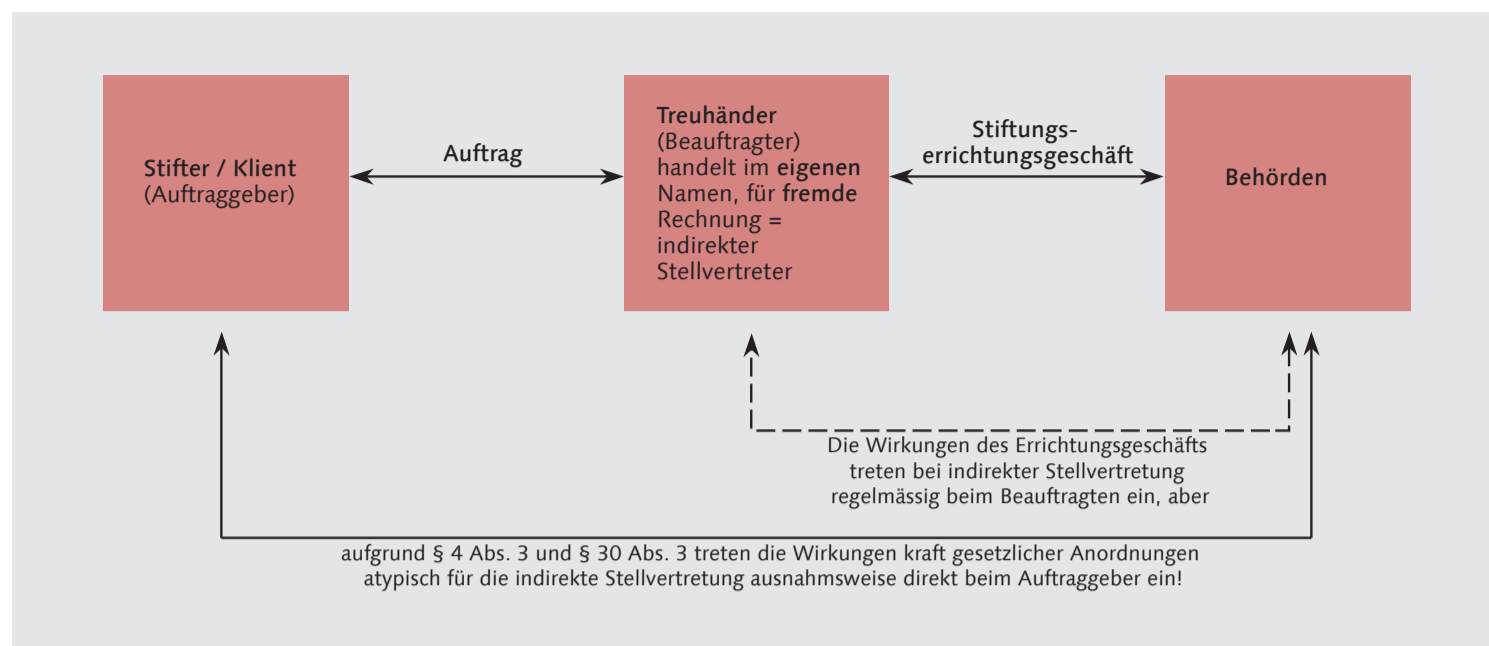 Stifter / Klient
(Auftraggeber)
Auftrag
Treuhänder
(Beauftragter)
handelt im eigenen
Namen, für fremde
Rechnung =
indirekter
Stellvertreter
Stiftungs-
errichtungsgeschäft
Behörden
Die Wirkungen des Errichtungsgeschäfts
treten bei indirekter Stellvertretung
regelmässig beim Beauftragten ein, aber
aufgrund § 4 Abs. 3 und § 30 Abs. 3 treten die Wirkungen kraft gesetzlicher Anordnungen
atypisch für die indirekte Stellvertretung ausnahmsweise direkt beim Auftraggeber ein!